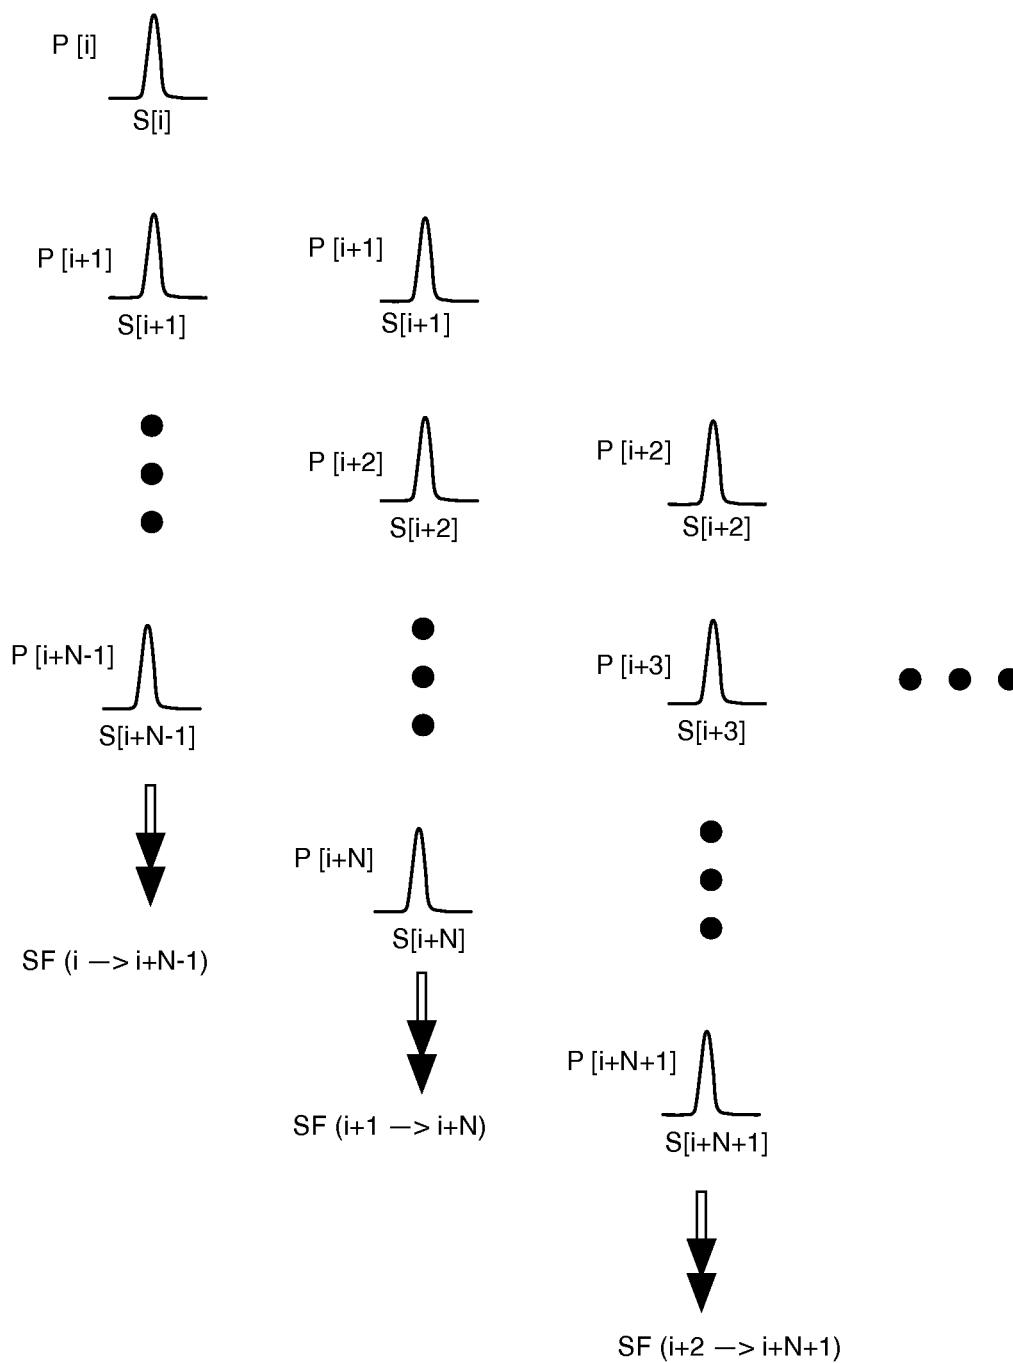 P [i]
S[i]
P [i+1]
S[i+1]
P [i+1]
S[i+1]
P [i+2]
S[i+2]
P [i+2]
S[i+2]
P [i+N-1]
S[i+N-1]
P [i+3]
S[i+3]
P [i+N]
S[i+N]
SF (i —> i+N-1)
P [i+N+1]
S[i+N+1]
SF (i+1 —> i+N)
SF (i+2 —> i+N+1)